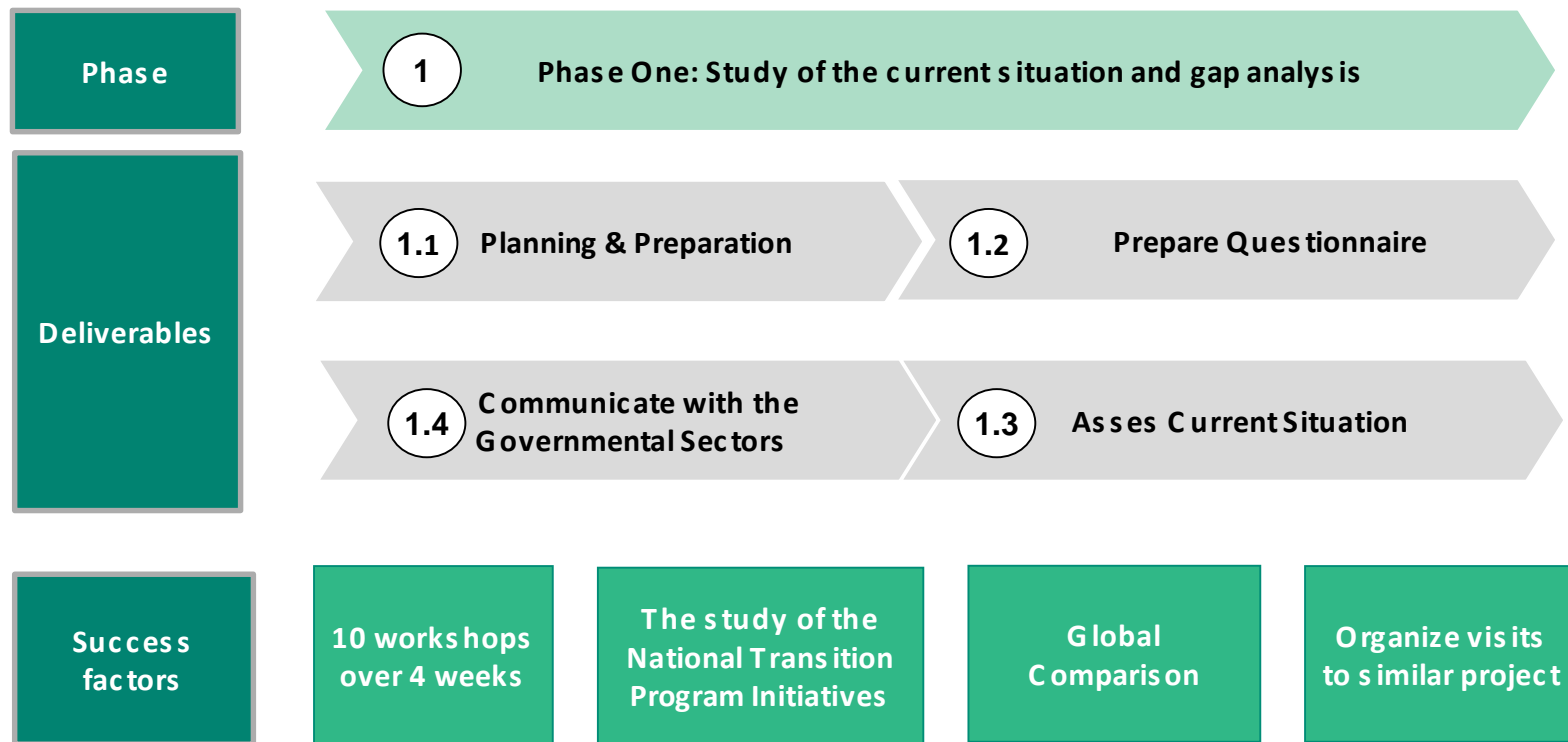 Phase
1
Phase One: Study of the current situation and gap analysis
Deliverables
1.1
Planning & Preparation
1.2
Prepare Questionnaire
1.4
Communicate with the
Governmental Sectors
1.3
Asses Current Situation
Success
factors
10 workshops
over 4 weeks
The study of the
National Transition
Program Initiatives
Global
Comparison
Organize visits
to similar project